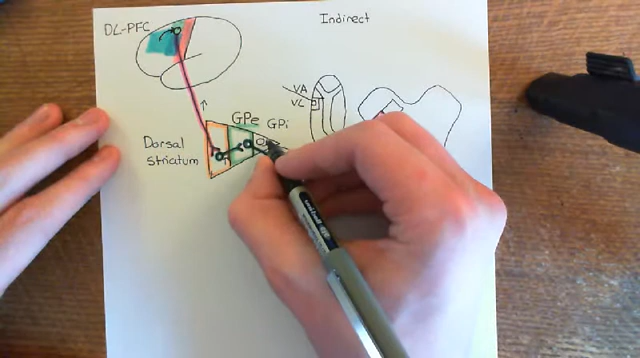 DL-PFC
Indirect
VA
VL
GPe
GPi
Dorsal
Striatum